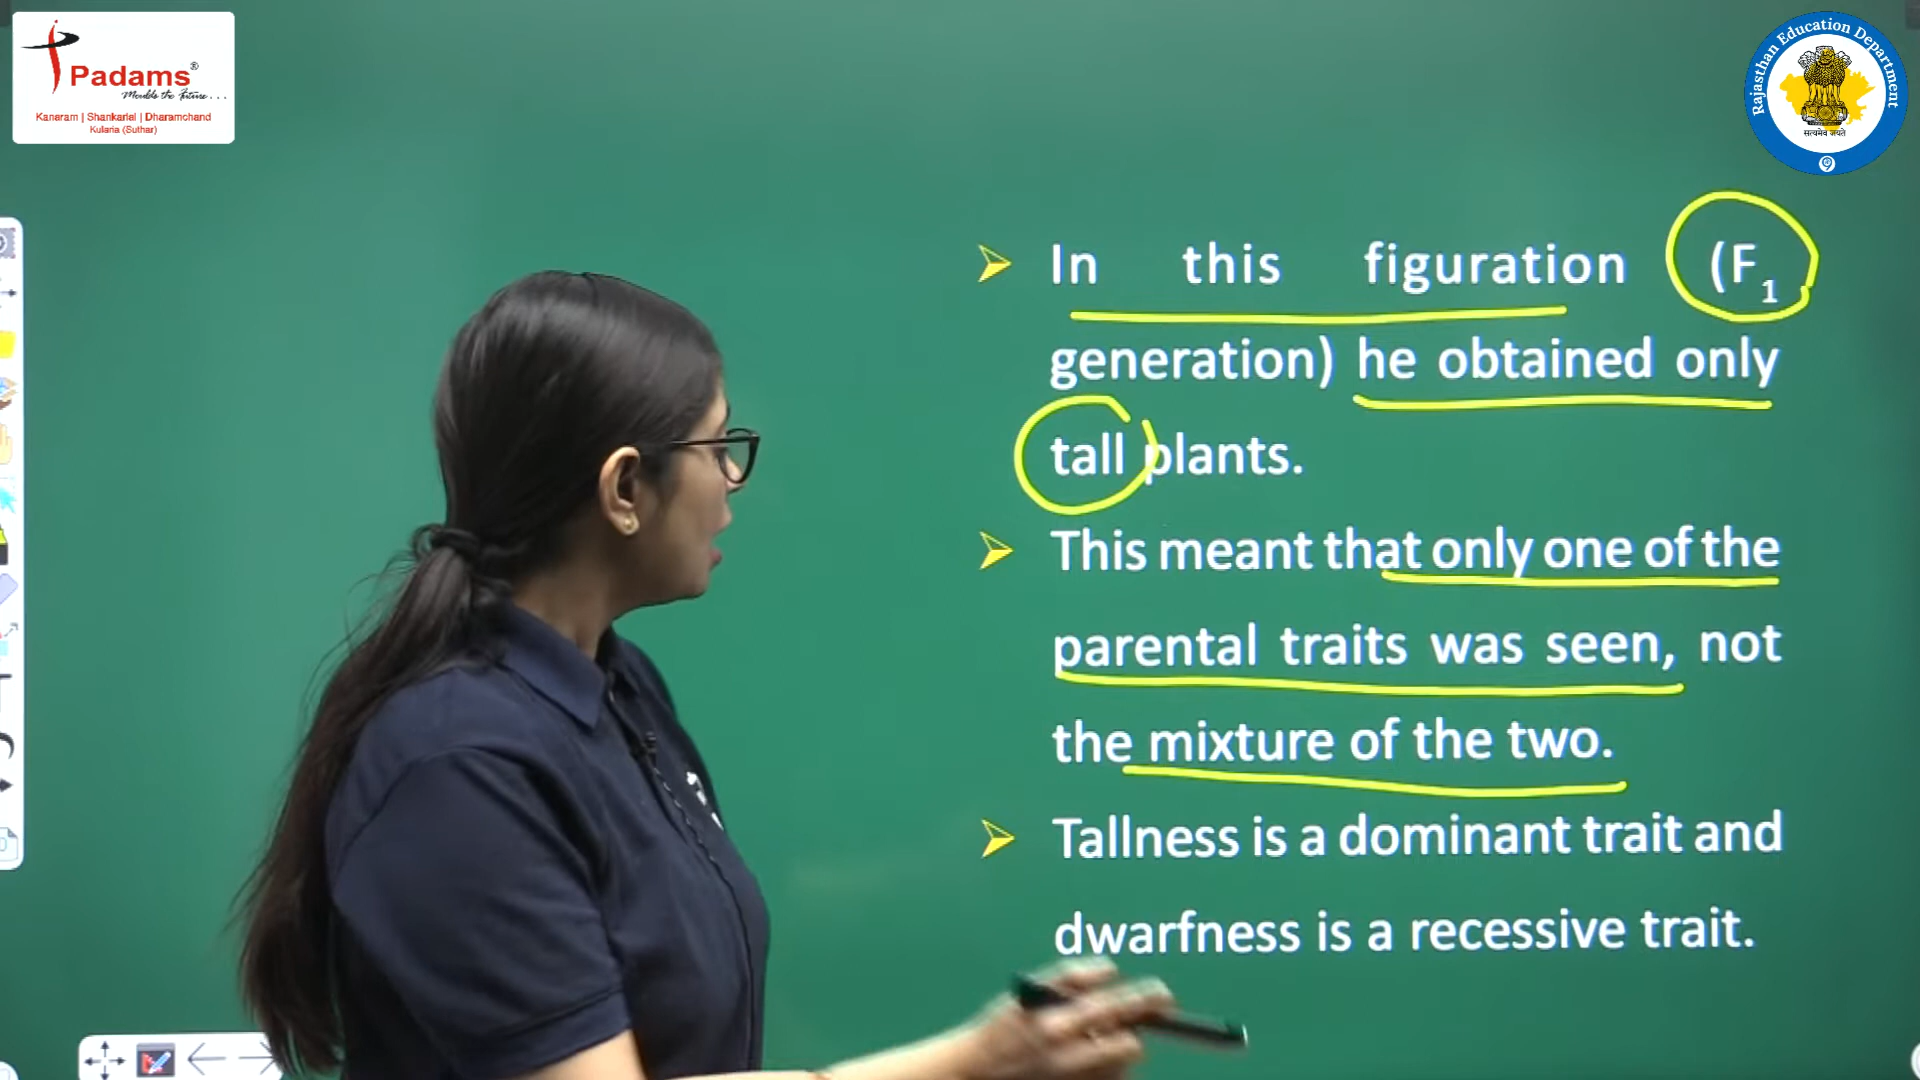 Padams®
Moulds the Future...
Kanaram | Shankarlal | Dharamchand
Kularia (Suthar)
Rajasthan Education Department
सत्यमेव जयते
In this figuration (F1
generation) he obtained only
tall plants.
This meant that only one of the
parental traits was seen, not
the mixture of the two.
Tallness is a dominant trait and
dwarfness is a recessive trait.